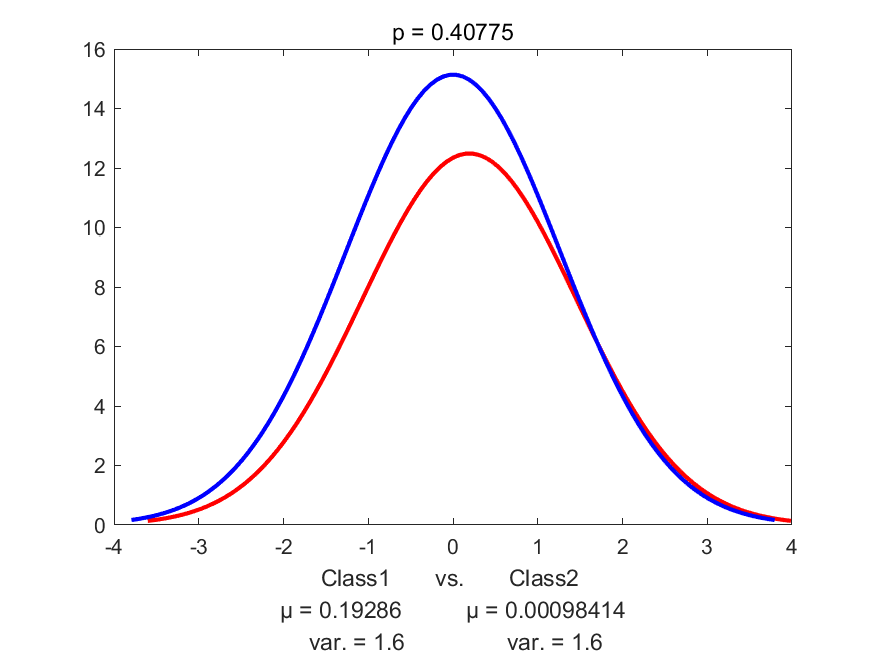 p = 0.40775
16
14
12
10
8
6
4
2
0
-4 -3 -2 -1 0 1 2 3 4
Class1 vs. Class2
μ = 0.19286 μ = 0.00098414
var. = 1.6 var. = 1.6